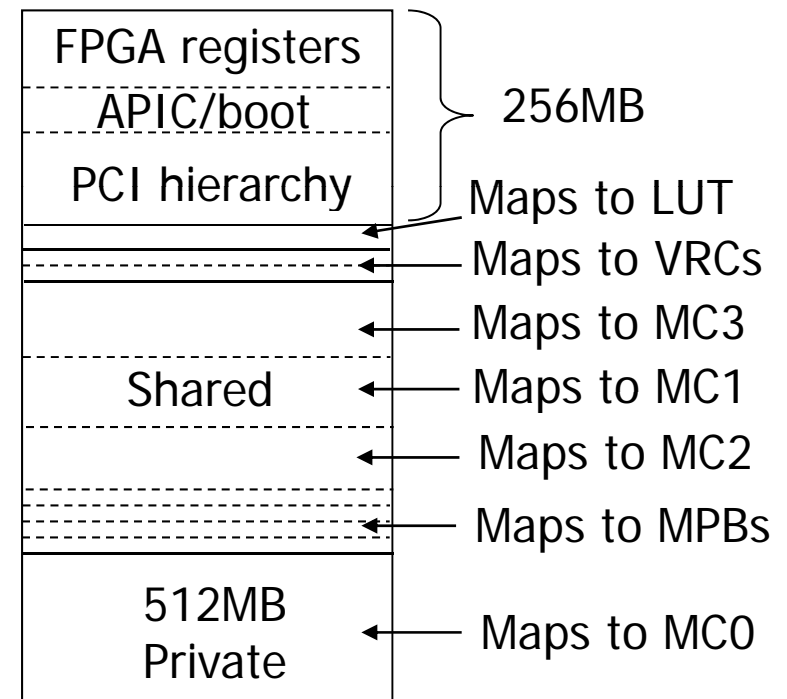 FPGA registers
APIC/boot
256MB
PCI hierarchy
Maps to LUT
Maps to VRCs
Maps to MC3
Shared
Maps to MC1
Maps to MC2
Maps to MPBs
512MB
Private
Maps to MC0